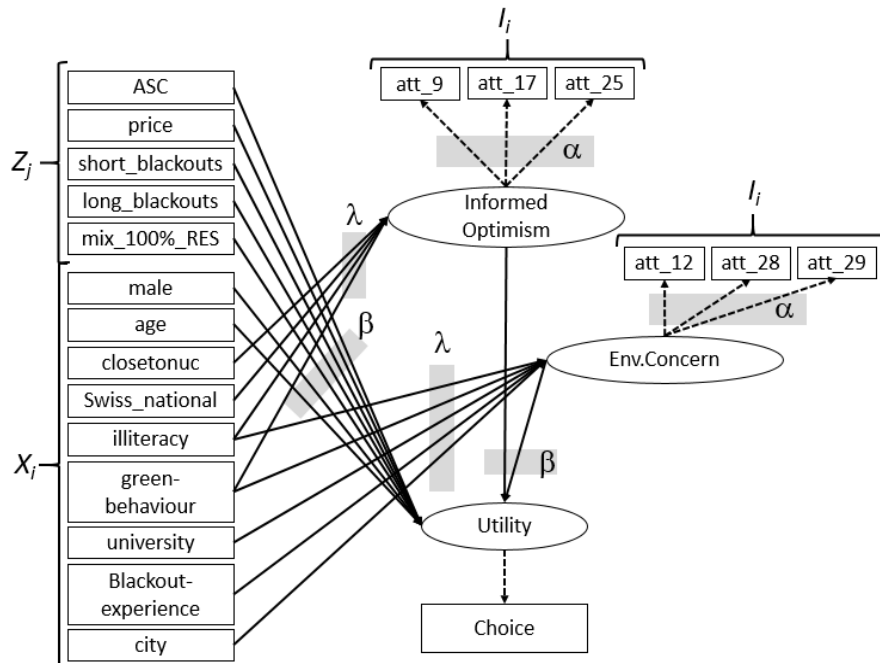 I_i
att_9
att_17
att_25
α
Informed
Optimism
I_i
att_12
att_28
att_29
α
Env.Concern
Z_j
ASC
price
short_blackouts
long_blackouts
mix_100%_RES
X_i
male
age
closetonuc
Swiss_national
illiteracy
green-
behaviour
university
Blackout-
experience
city
λ
β
λ
β
Utility
Choice